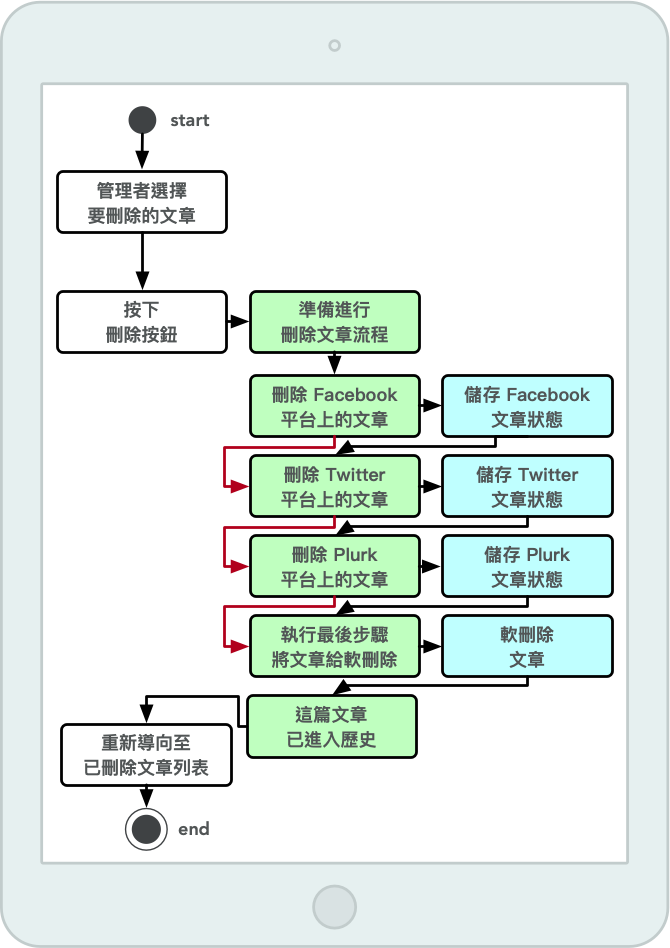 start
管理者選擇
要刪除的文章
按下
刪除按鈕
準備進行
刪除文章流程
刪除 Facebook
平台上的文章
儲存 Facebook
文章狀態
刪除 Twitter
平台上的文章
儲存 Twitter
文章狀態
刪除 Plurk
平台上的文章
儲存 Plurk
文章狀態
執行最後步驟
將文章給軟刪除
軟刪除
文章
這篇文章
已進入歷史
重新導向至
已刪除文章列表
end